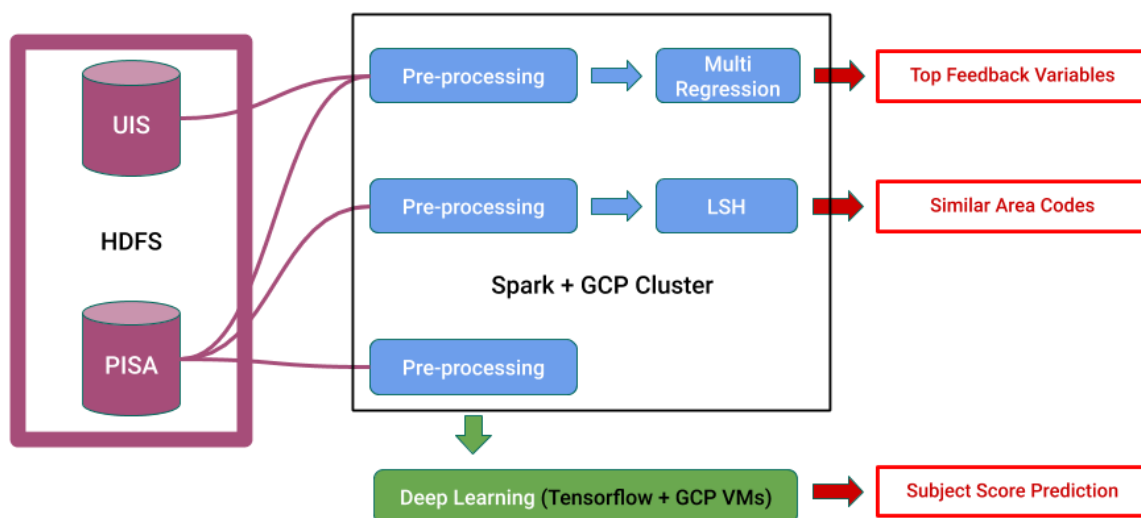 UIS
HDFS
PISA
Pre-processing
Multi
Regression
Top Feedback Variables
Pre-processing
LSH
Similar Area Codes
Spark + GCP Cluster
Pre-processing
Deep Learning (Tensorflow + GCP VMs)
Subject Score Prediction